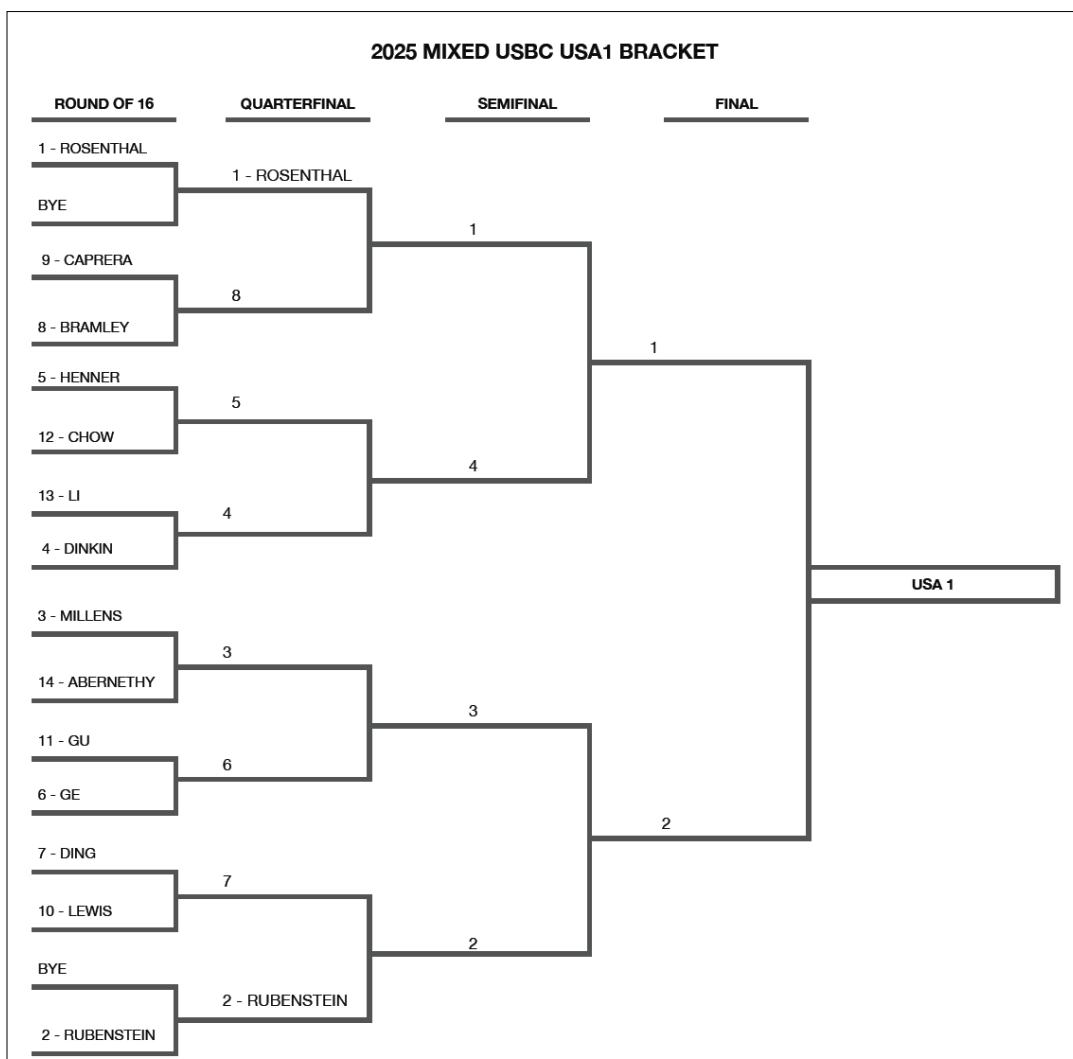 2025 MIXED USBC USA1 BRACKET
ROUND OF 16
QUARTERFINAL
SEMIFINAL
FINAL
1 - ROSENTHAL
BYE
9 - CAPRERA
8 - BRAMLEY
5 - HENNER
12 - CHOW
13 - LI
4 - DINKIN
3 - MILLENS
14 - ABERNETHY
11 - GU
6 - GE
7 - DING
10 - LEWIS
BYE
2 - RUBENSTEIN
1 - ROSENTHAL
8
5
4
3
6
7
2 - RUBENSTEIN
1
4
3
2
1
2
USA 1